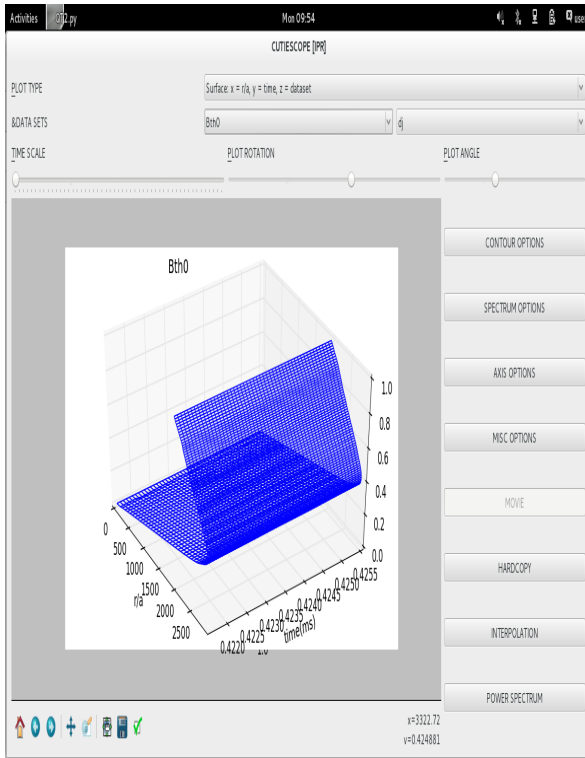 Activities QT2.py Mon 09:54 user
CUTIESCOPE [IPR]
PLOT TYPE Surface: x = r/a, y = time, z = dataset
&DATA SETS Bth0 dj
TIME SCALE PLOT ROTATION PLOT ANGLE
CONTOUR OPTIONS
SPECTRUM OPTIONS
AXIS OPTIONS
MISC OPTIONS
MOVIE
HARDCOPY
INTERPOLATION
POWER SPECTRUM
Bth0
1.0
0.8
0.6
0.4
0.2
0.0
0
500
1000
1500
2000
2500
r/a
0.4220 0.4225 0.4230 0.4235 0.4240 0.4245 0.4250 0.4255
time(ms)
1.0
x=3322.72
y=0.424881